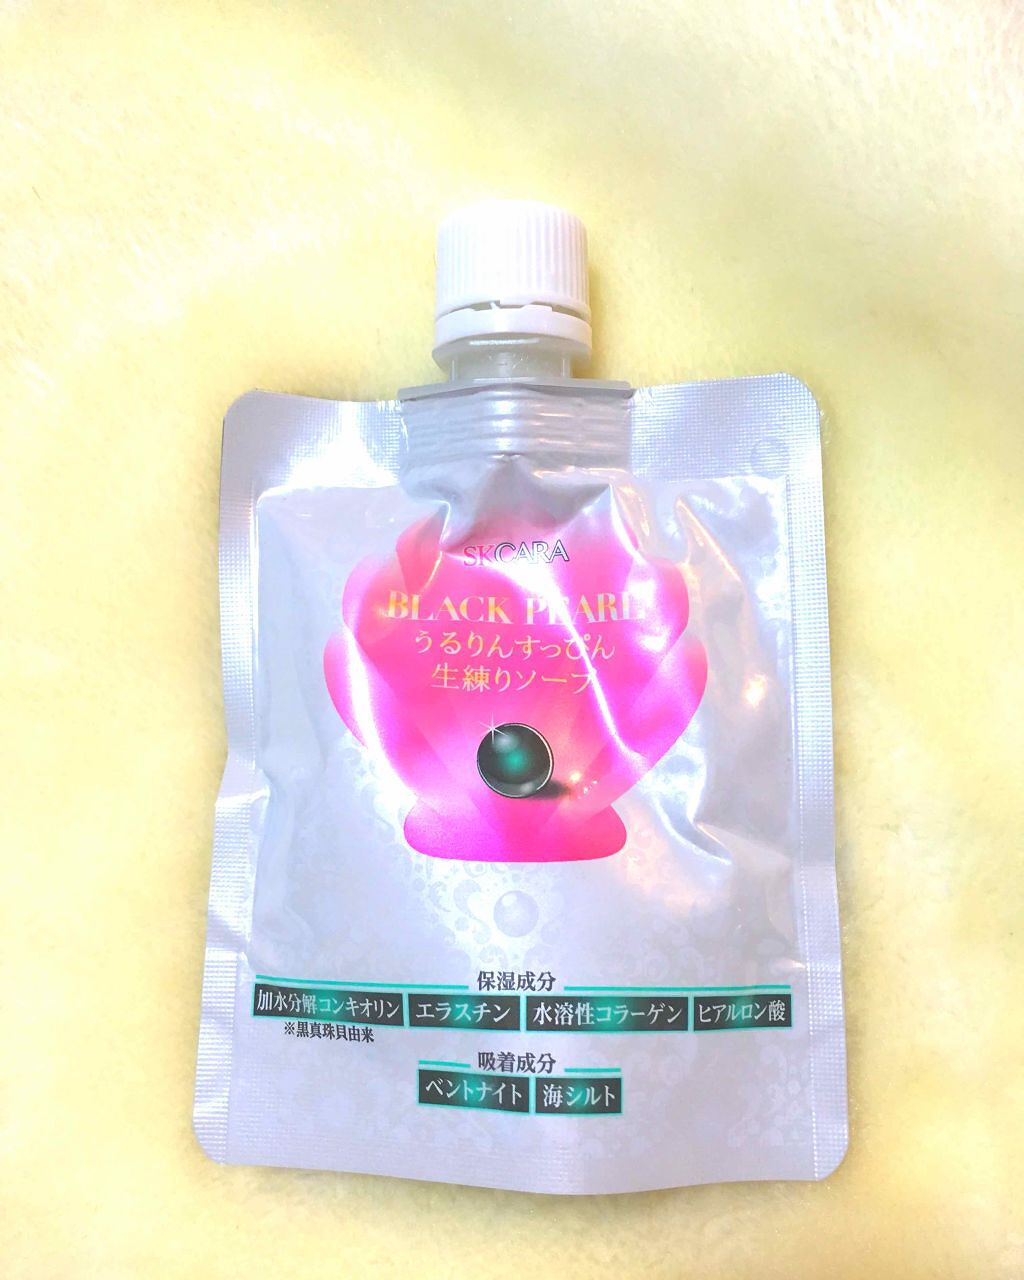 SKCARA
BLACK PEARL
うるりんすっぴん
生練りソープ
保湿成分
加水分解コンキオリン エラスチン 水溶性コラーゲン ヒアルロン酸
※黒真珠貝由来
吸着成分
ベントナイト 海シルト